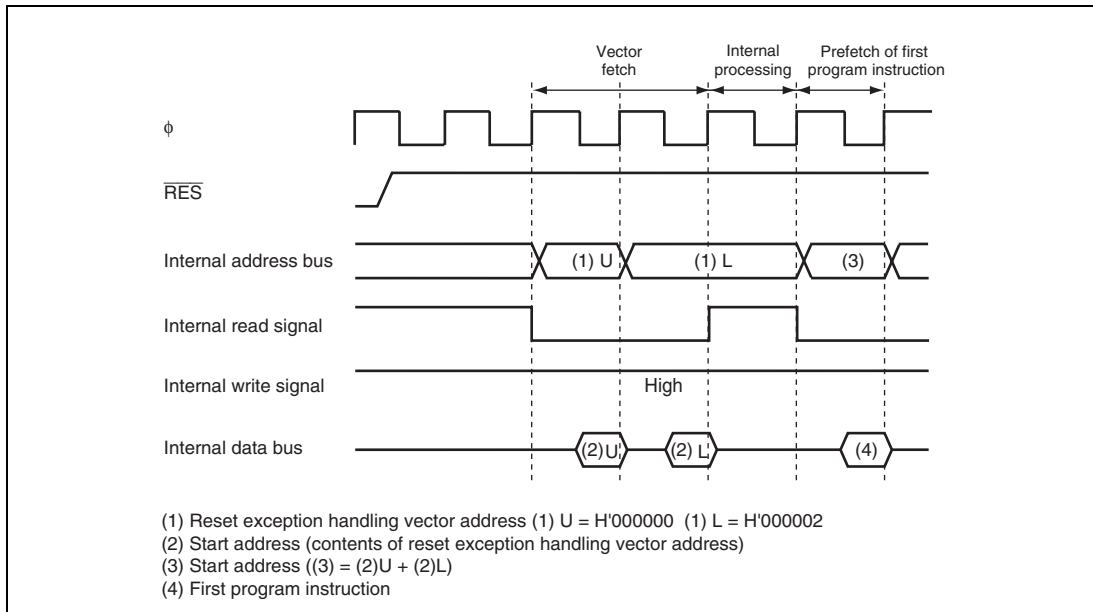 Vector
fetch
Internal
processing
Prefetch of first
program instruction
ϕ
RES
Internal address bus
(1) U
(1) L
(3)
Internal read signal
Internal write signal
High
Internal data bus
(2)U
(2) L
(4)
(1) Reset exception handling vector address (1) U = H'000000 (1) L = H'000002
(2) Start address (contents of reset exception handling vector address)
(3) Start address ((3) = (2)U + (2)L)
(4) First program instruction